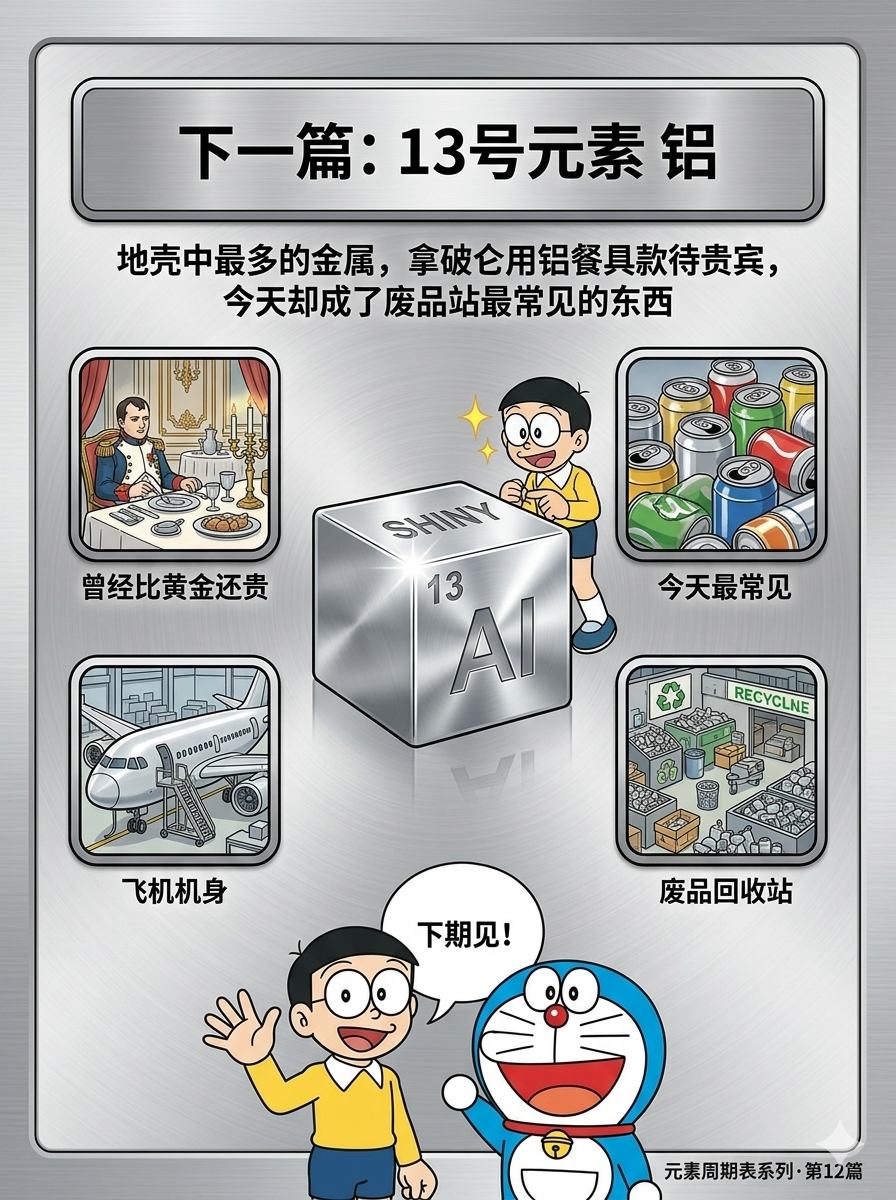 下一篇：13号元素 铝
地壳中最多的金属，拿破仑用铝餐具款待贵宾，
今天却成了废品站最常见的东西
曾经比黄金还贵
今天最常见
SHINY
13
Al
RECYCLNE
飞机机身
废品回收站
下期见！
元素周期表系列·第12篇